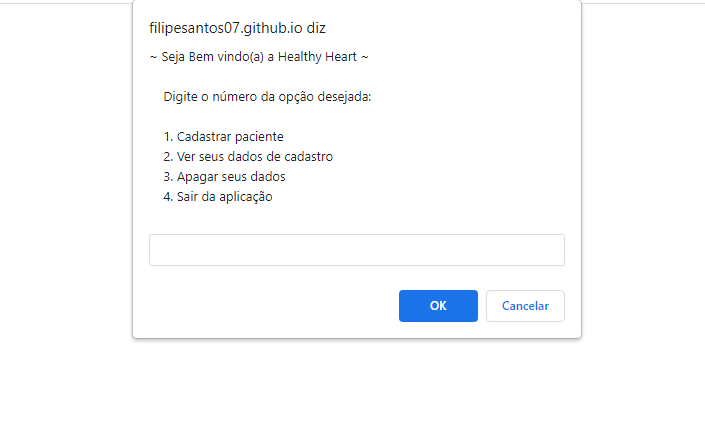 filipesantos07.github.io diz
~ Seja Bem vindo(a) a Healthy Heart ~
Digite o número da opção desejada:
1. Cadastrar paciente
2. Ver seus dados de cadastro
3. Apagar seus dados
4. Sair da aplicação
OK
Cancelar